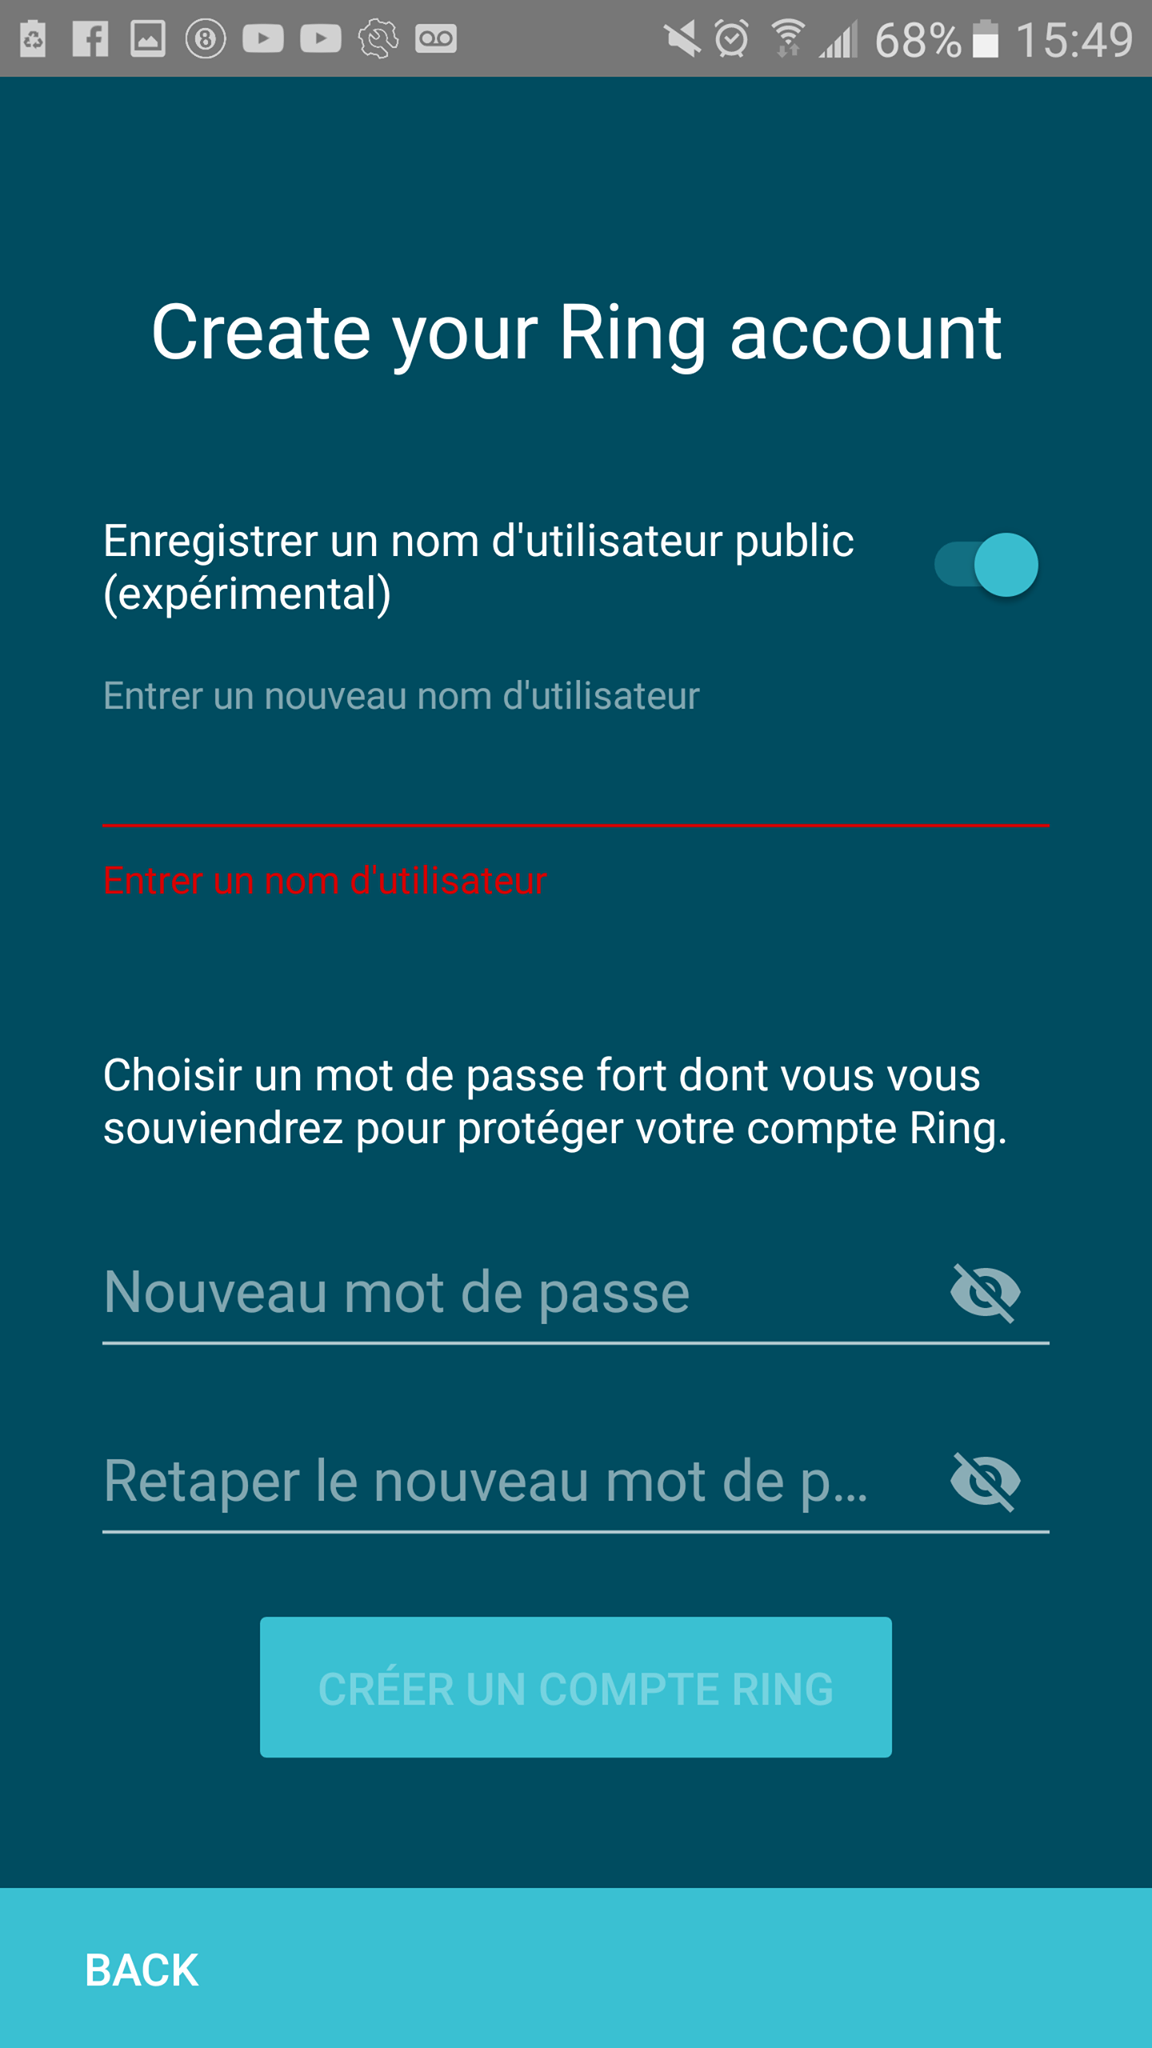 68% 15:49
Create your Ring account
Enregistrer un nom d'utilisateur public
(expérimental)
Entrer un nouveau nom d'utilisateur
Entrer un nom d'utilisateur
Choisir un mot de passe fort dont vous vous
souviendrez pour protéger votre compte Ring.
Nouveau mot de passe
Retaper le nouveau mot de p...
CRÉER UN COMPTE RING
BACK